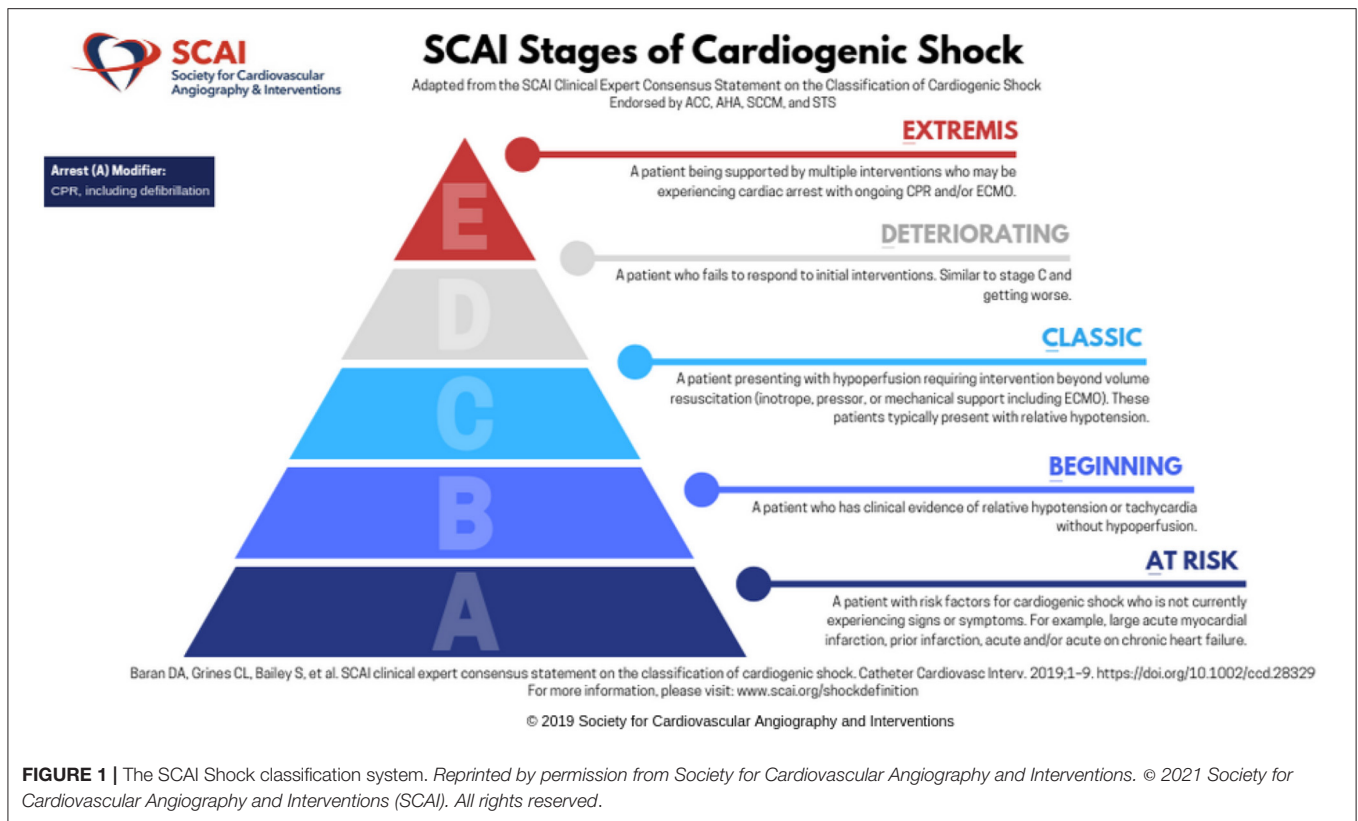 SCAI
Society for Cardiovascular
Angiography & Interventions
SCAI Stages of Cardiogenic Shock
Adapted from the SCAI Clinical Expert Consensus Statement on the Classification of Cardiogenic Shock
Endorsed by ACC, AHA, SCCM, and STS
Arrest (A) Modifier:
CPR, including defibrillation
E
EXTREMIS
A patient being supported by multiple interventions who may be
experiencing cardiac arrest with ongoing CPR and/or ECMO.
D
DETERIORATING
A patient who fails to respond to initial interventions. Similar to stage C and
getting worse.
C
CLASSIC
A patient presenting with hypoperfusion requiring intervention beyond volume
resuscitation (inotrope, pressor, or mechanical support including ECMO). These
patients typically present with relative hypotension.
B
BEGINNING
A patient who has clinical evidence of relative hypotension or tachycardia
without hypoperfusion.
A
AT RISK
A patient with risk factors for cardiogenic shock who is not currently
experiencing signs or symptoms. For example, large acute myocardial
infarction, prior infarction, acute and/or acute on chronic heart failure.
Baran DA, Grines CL, Bailey S, et al. SCAI clinical expert consensus statement on the classification of cardiogenic shock. Catheter Cardiovasc Interv. 2019;1–9. https://doi.org/10.1002/ccd.28329
For more information, please visit: www.scai.org/shockdefinition
© 2019 Society for Cardiovascular Angiography and Interventions
FIGURE 1 | The SCAI Shock classification system. Reprinted by permission from Society for Cardiovascular Angiography and Interventions. © 2021 Society for
Cardiovascular Angiography and Interventions (SCAI). All rights reserved.